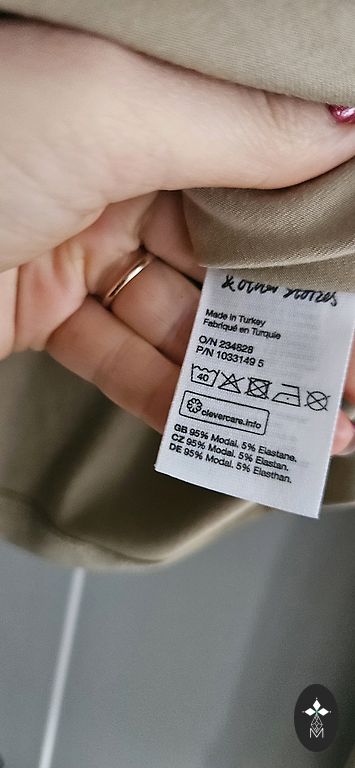 & other Stories
Made in Turkey
Fabriqué en Turquie
O/N 234828
P/N 1033149 5
40
clevercare.info
GB 95% Modal. 5% Elastane.
CZ 95% Modal. 5% Elastan.
DE 95% Modal. 5% Elasthan.
M